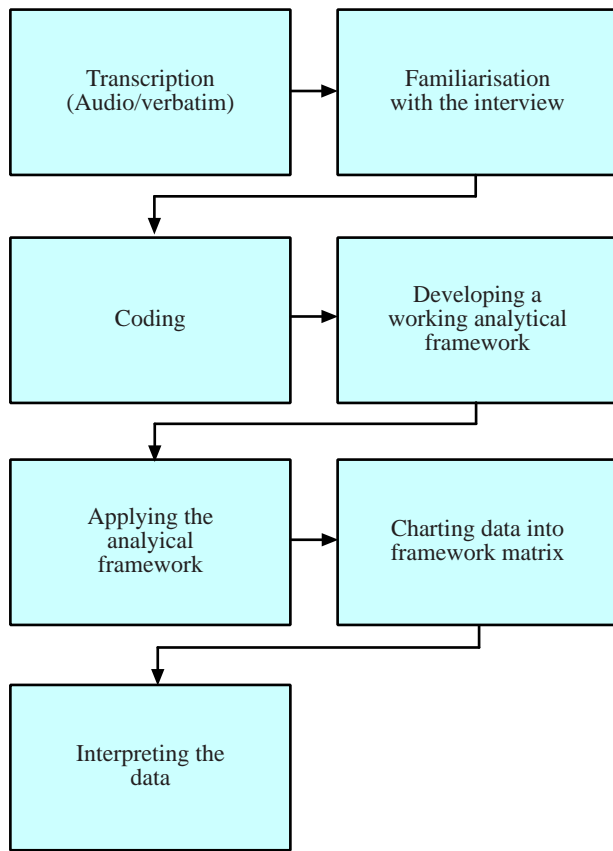 Transcription
(Audio/verbatim)
Familiarisation
with the interview
Coding
Developing a
working analytical
framework
Applying the
analyical
framework
Charting data into
framework matrix
Interpreting the
data